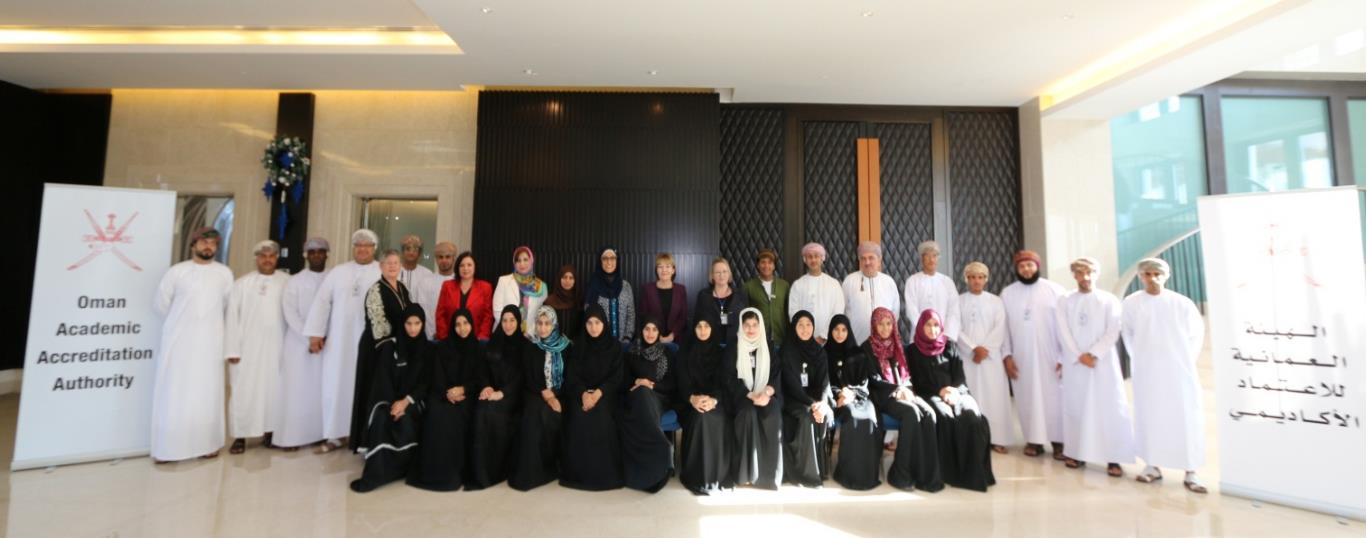 Oman
Academic
Accreditation
Authority
الهيئة
العمانية
للاعتماد
الأكاديمي